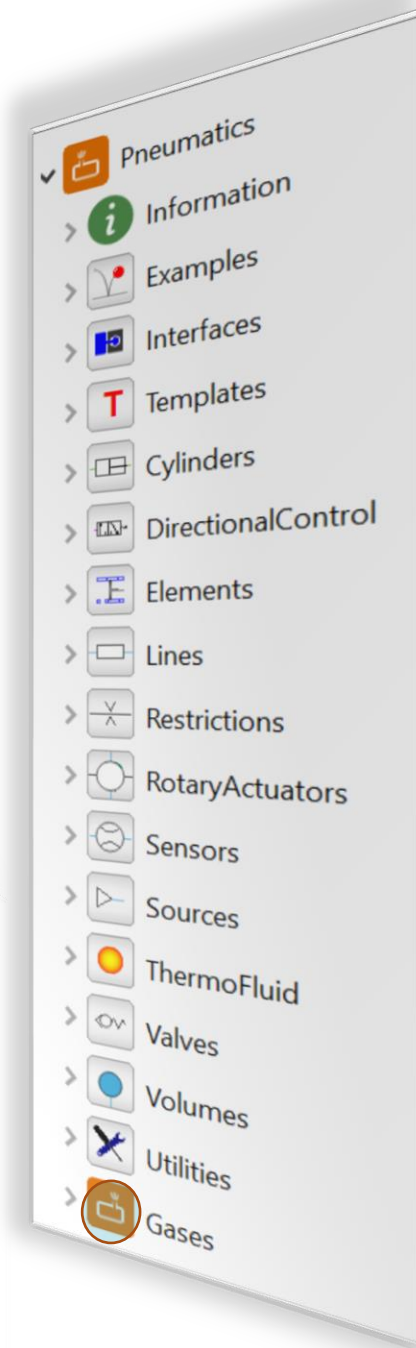 Pneumatics
i Information
Examples
Interfaces
T Templates
Cylinders
DirectionalControl
Elements
Lines
Restrictions
RotaryActuators
Sensors
Sources
ThermoFluid
Valves
Volumes
Utilities
Gases